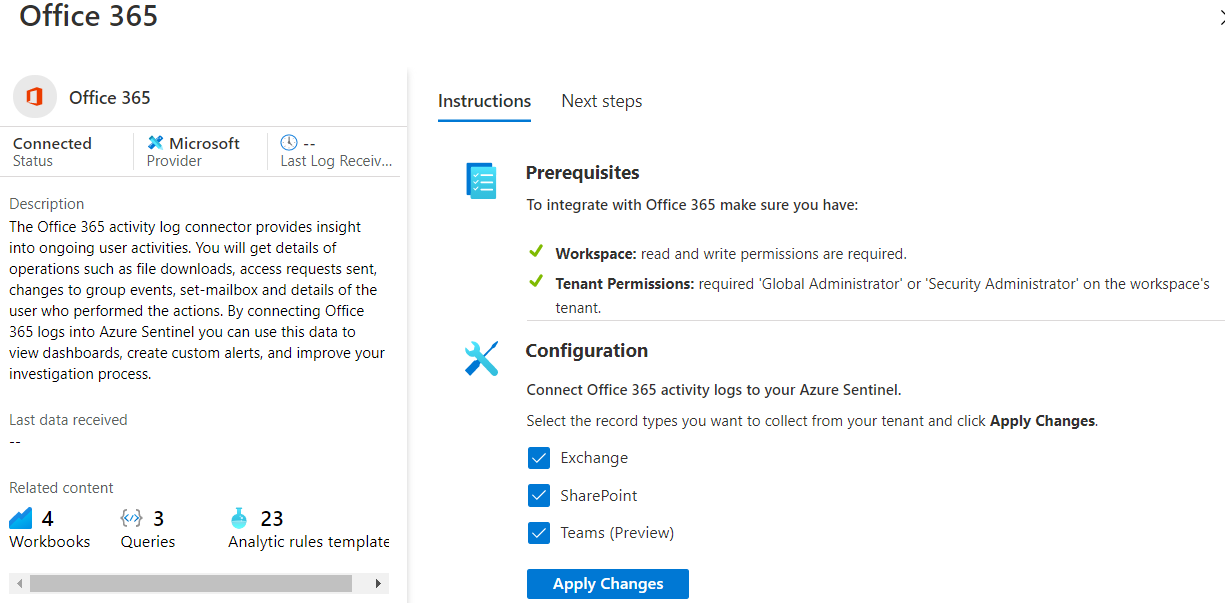 Office 365
Office 365
Connected
Status
Microsoft
Provider
--
Last Log Receiv...
Description
The Office 365 activity log connector provides insight
into ongoing user activities. You will get details of
operations such as file downloads, access requests sent,
changes to group events, set-mailbox and details of the
user who performed the actions. By connecting Office
365 logs into Azure Sentinel you can use this data to
view dashboards, create custom alerts, and improve your
investigation process.
Last data received
--
Related content
4
Workbooks
3
Queries
23
Analytic rules template
Instructions
Next steps
Prerequisites
To integrate with Office 365 make sure you have:
Workspace: read and write permissions are required.
Tenant Permissions: required 'Global Administrator' or 'Security Administrator' on the workspace's
tenant.
Configuration
Connect Office 365 activity logs to your Azure Sentinel.
Select the record types you want to collect from your tenant and click Apply Changes.
Exchange
SharePoint
Teams (Preview)
Apply Changes